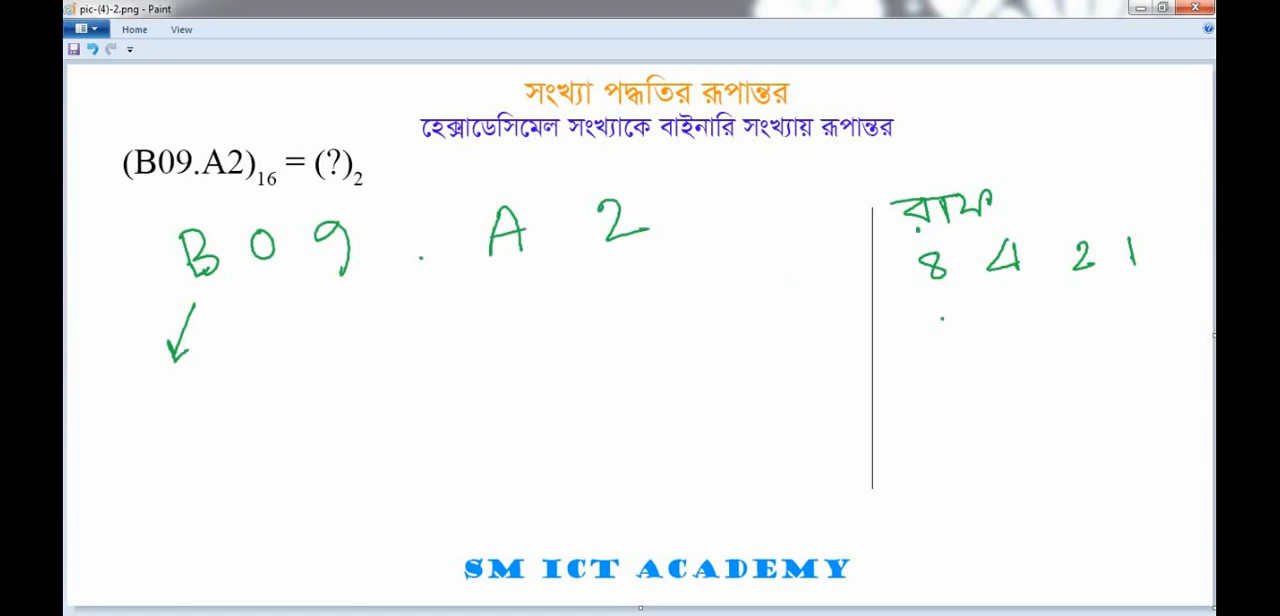 pic-(4)-2.png - Paint
Home View
সংখ্যা পদ্ধতির রূপান্তর
হেক্সাডেসিমেল সংখ্যাকে বাইনারি সংখ্যায় রূপান্তর
(B09.A2)₁₆ = (?)₂
B 0 9 . A 2
রাফ
8 4 2 1
SM ICT ACADEMY